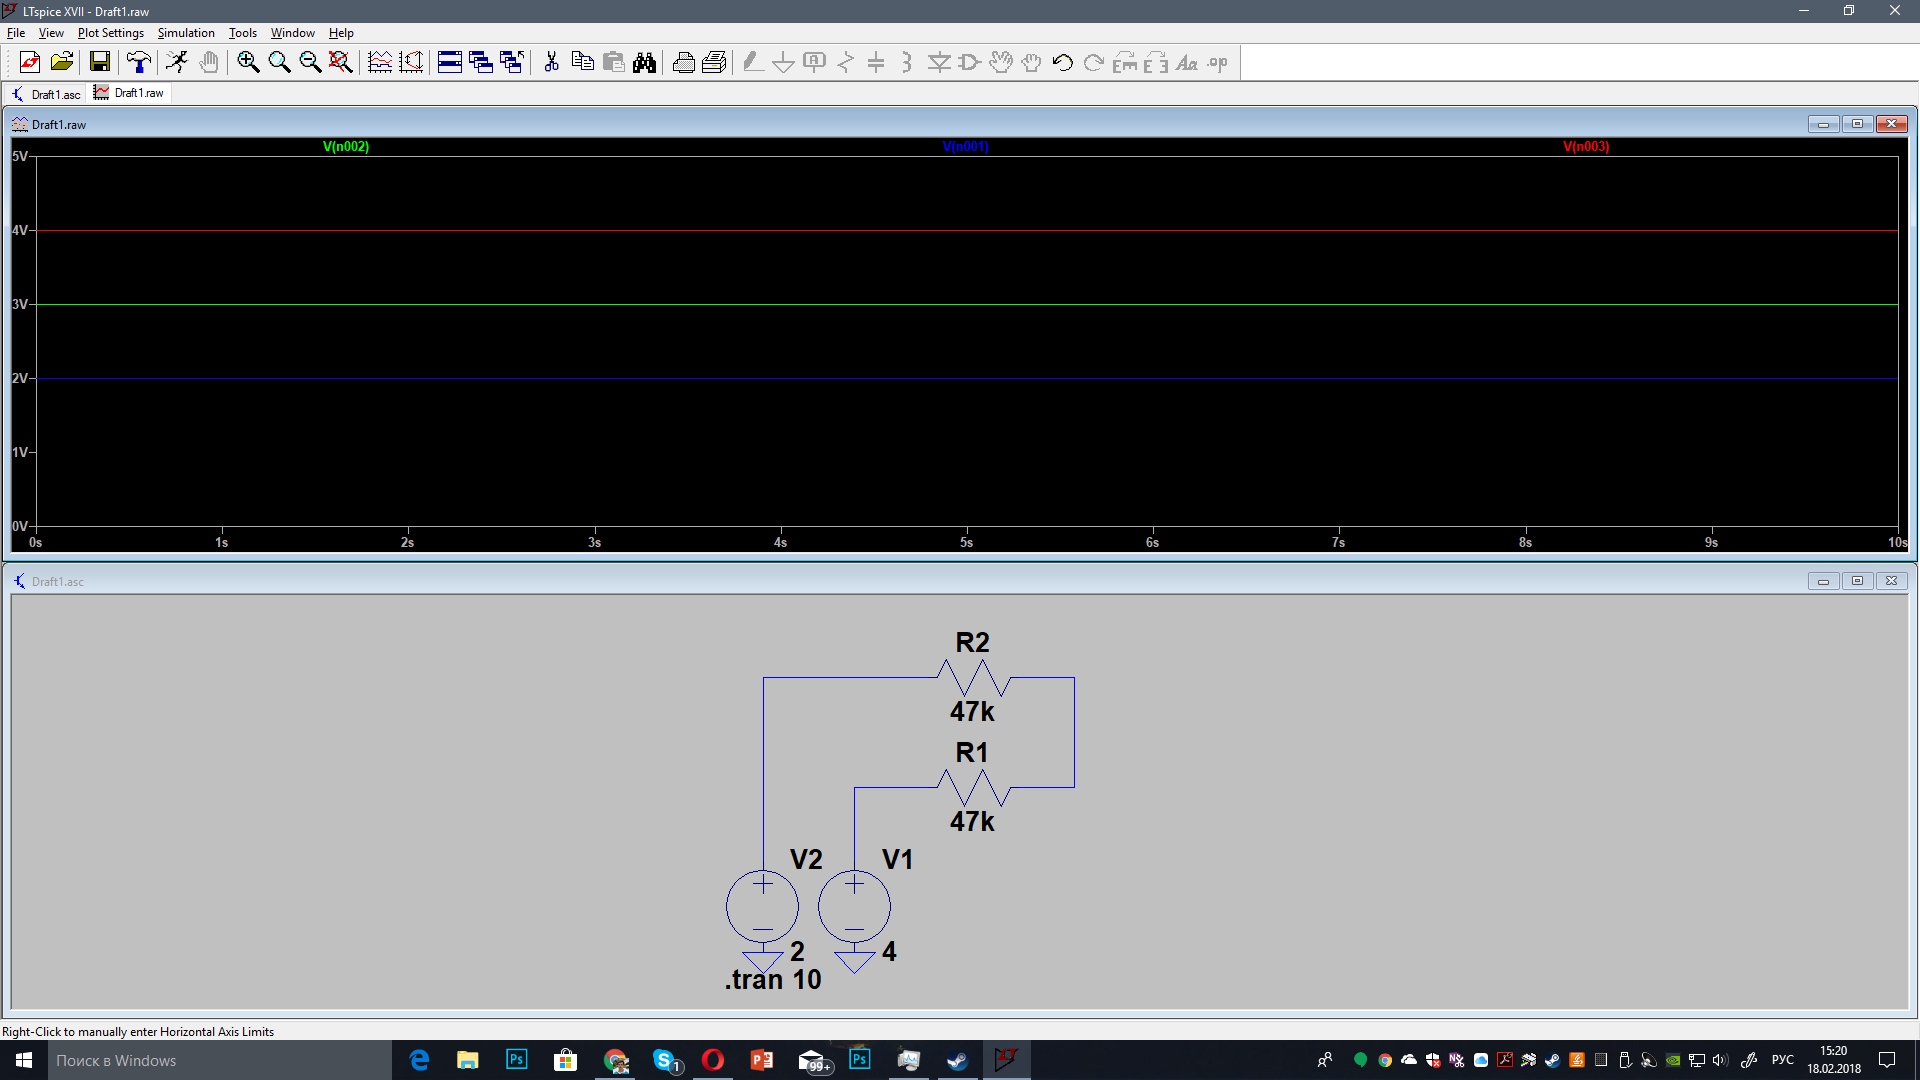 LTspice XVII - Draft1.raw
File View Plot Settings Simulation Tools Window Help
Draft1.asc Draft1.raw
Draft1.raw
V(n002) V(n001) V(n003)
5V
4V
3V
2V
1V
0V
0s 1s 2s 3s 4s 5s 6s 7s 8s 9s 10s
Draft1.asc
R2
47k
R1
47k
V2 V1
2 4
.tran 10
Right-Click to manually enter Horizontal Axis Limits
Поиск в Windows
99+
1
РУС
15:20
18.02.2018